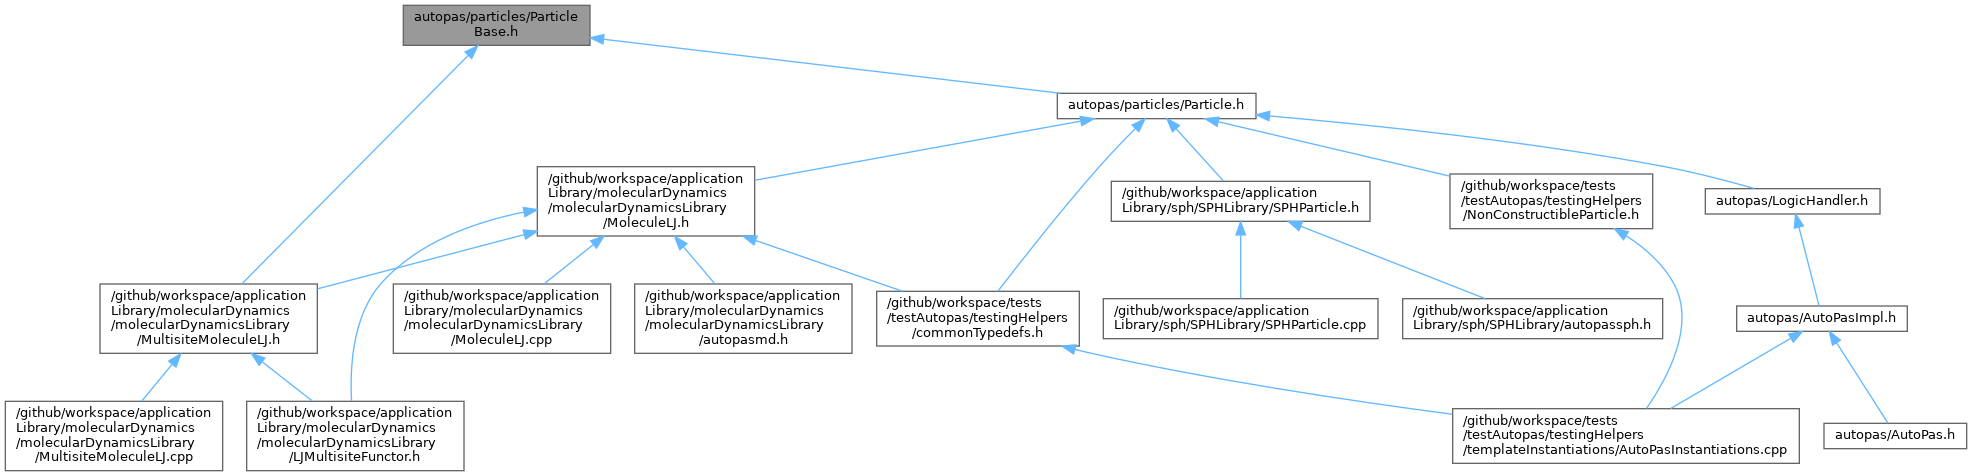 autopas/particles/Particle
Base.h
autopas/particles/Particle.h
/github/workspace/application
Library/molecularDynamics
/molecularDynamicsLibrary
/MoleculeLJ.h
/github/workspace/application
Library/sph/SPHLibrary/SPHParticle.h
/github/workspace/tests
/testAutopas/testingHelpers
/NonConstructibleParticle.h
autopas/LogicHandler.h
/github/workspace/application
Library/molecularDynamics
/molecularDynamicsLibrary
/MultisiteMoleculeLJ.h
/github/workspace/application
Library/molecularDynamics
/molecularDynamicsLibrary
/MoleculeLJ.cpp
/github/workspace/application
Library/molecularDynamics
/molecularDynamicsLibrary
/autopasmd.h
/github/workspace/tests
/testAutopas/testingHelpers
/commonTypedefs.h
/github/workspace/application
Library/sph/SPHLibrary/SPHParticle.cpp
/github/workspace/application
Library/sph/SPHLibrary/autopassph.h
autopas/AutoPasImpl.h
/github/workspace/application
Library/molecularDynamics
/molecularDynamicsLibrary
/MultisiteMoleculeLJ.cpp
/github/workspace/application
Library/molecularDynamics
/molecularDynamicsLibrary
/LJMultisiteFunctor.h
/github/workspace/tests
/testAutopas/testingHelpers
/templateInstantiations/AutoPasInstantiations.cpp
autopas/AutoPas.h